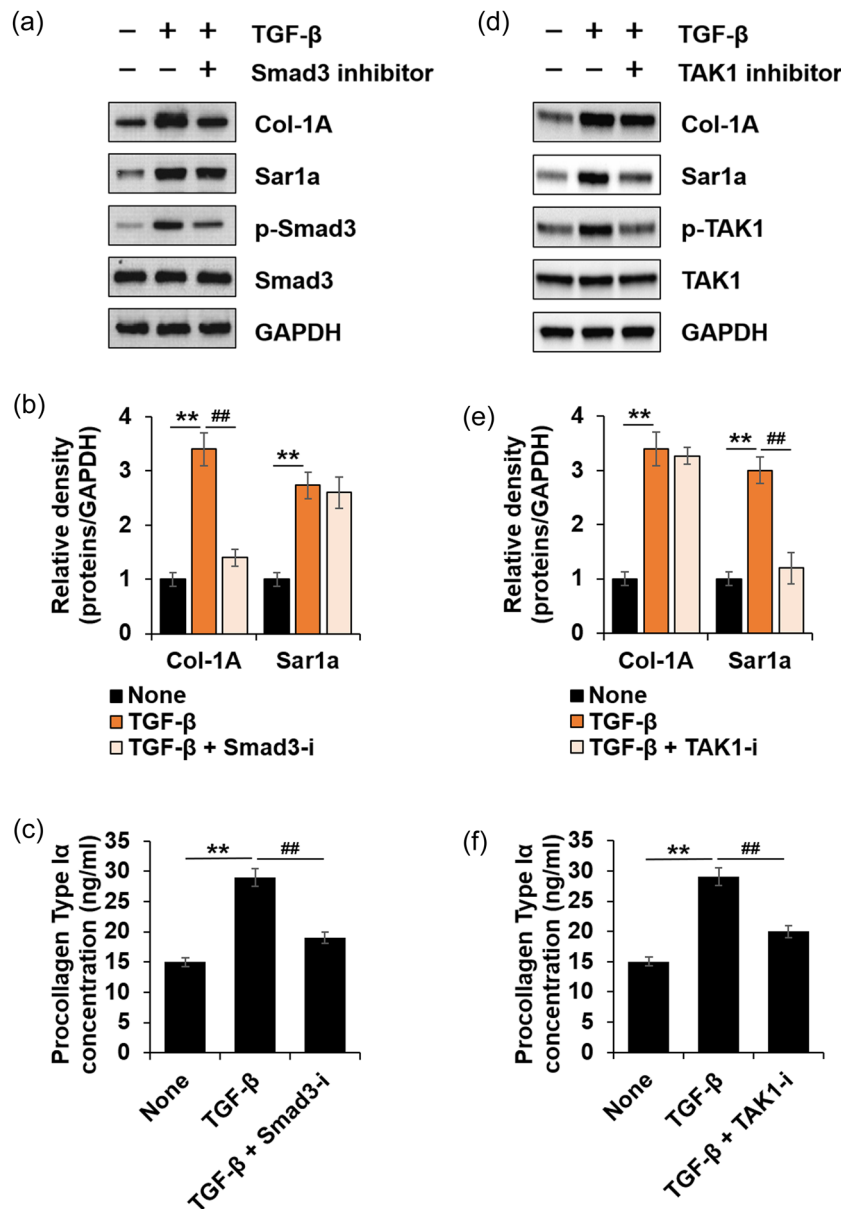 (a)
− + + TGF-β
− − + Smad3 inhibitor
Col-1A
Sar1a
p-Smad3
Smad3
GAPDH
(d)
− + + TGF-β
− − + TAK1 inhibitor
Col-1A
Sar1a
p-TAK1
TAK1
GAPDH
(b)
Relative density
(proteins/GAPDH)
4
3
2
1
0
** ##
**
Col-1A Sar1a
None
TGF-β
TGF-β + Smad3-i
(e)
Relative density
(proteins/GAPDH)
4
3
2
1
0
**
** ##
Col-1A Sar1a
None
TGF-β
TGF-β + TAK1-i
(c)
Procollagen Type Iα
concentration (ng/ml)
35
30
25
20
15
10
5
0
** ##
None
TGF-β
TGF-β + Smad3-i
(f)
Procollagen Type Iα
concentration (ng/ml)
35
30
25
20
15
10
5
0
** ##
None
TGF-β
TGF-β + TAK1-i